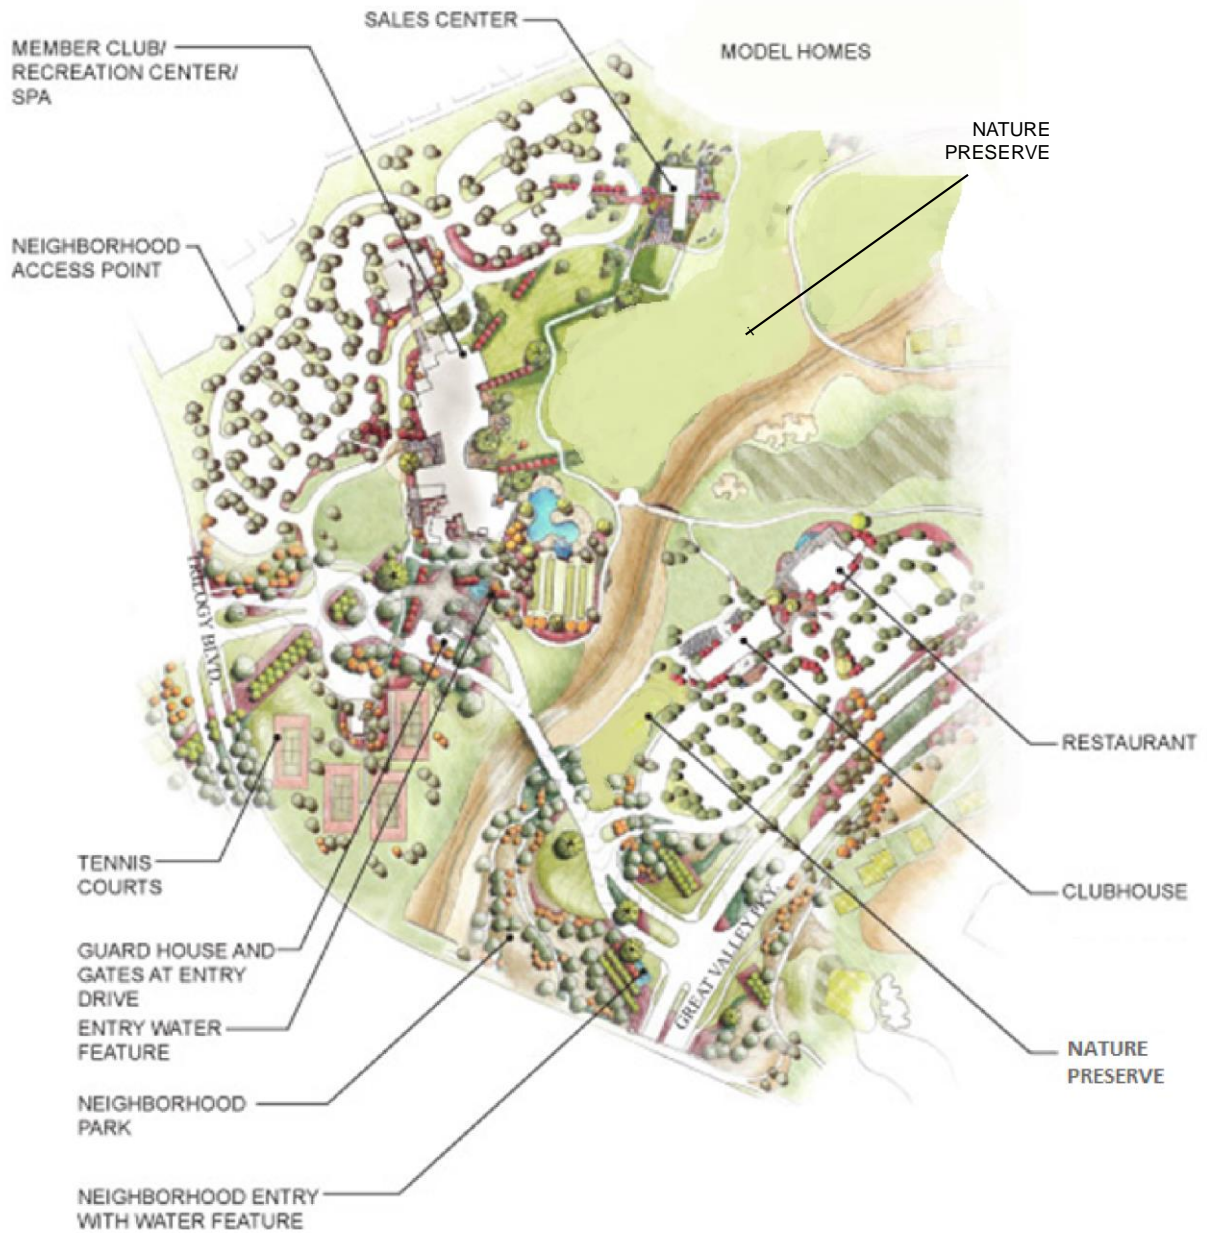 SALES CENTER
MEMBER CLUB/
RECREATION CENTER/
SPA
MODEL HOMES
NATURE
PRESERVE
NEIGHBORHOOD
ACCESS POINT
TRILOGY BLVD.
RESTAURANT
TENNIS
COURTS
CLUBHOUSE
GUARD HOUSE AND
GATES AT ENTRY
DRIVE
GREAT VALLEY PKY.
ENTRY WATER
FEATURE
NATURE
PRESERVE
NEIGHBORHOOD
PARK
NEIGHBORHOOD ENTRY
WITH WATER FEATURE